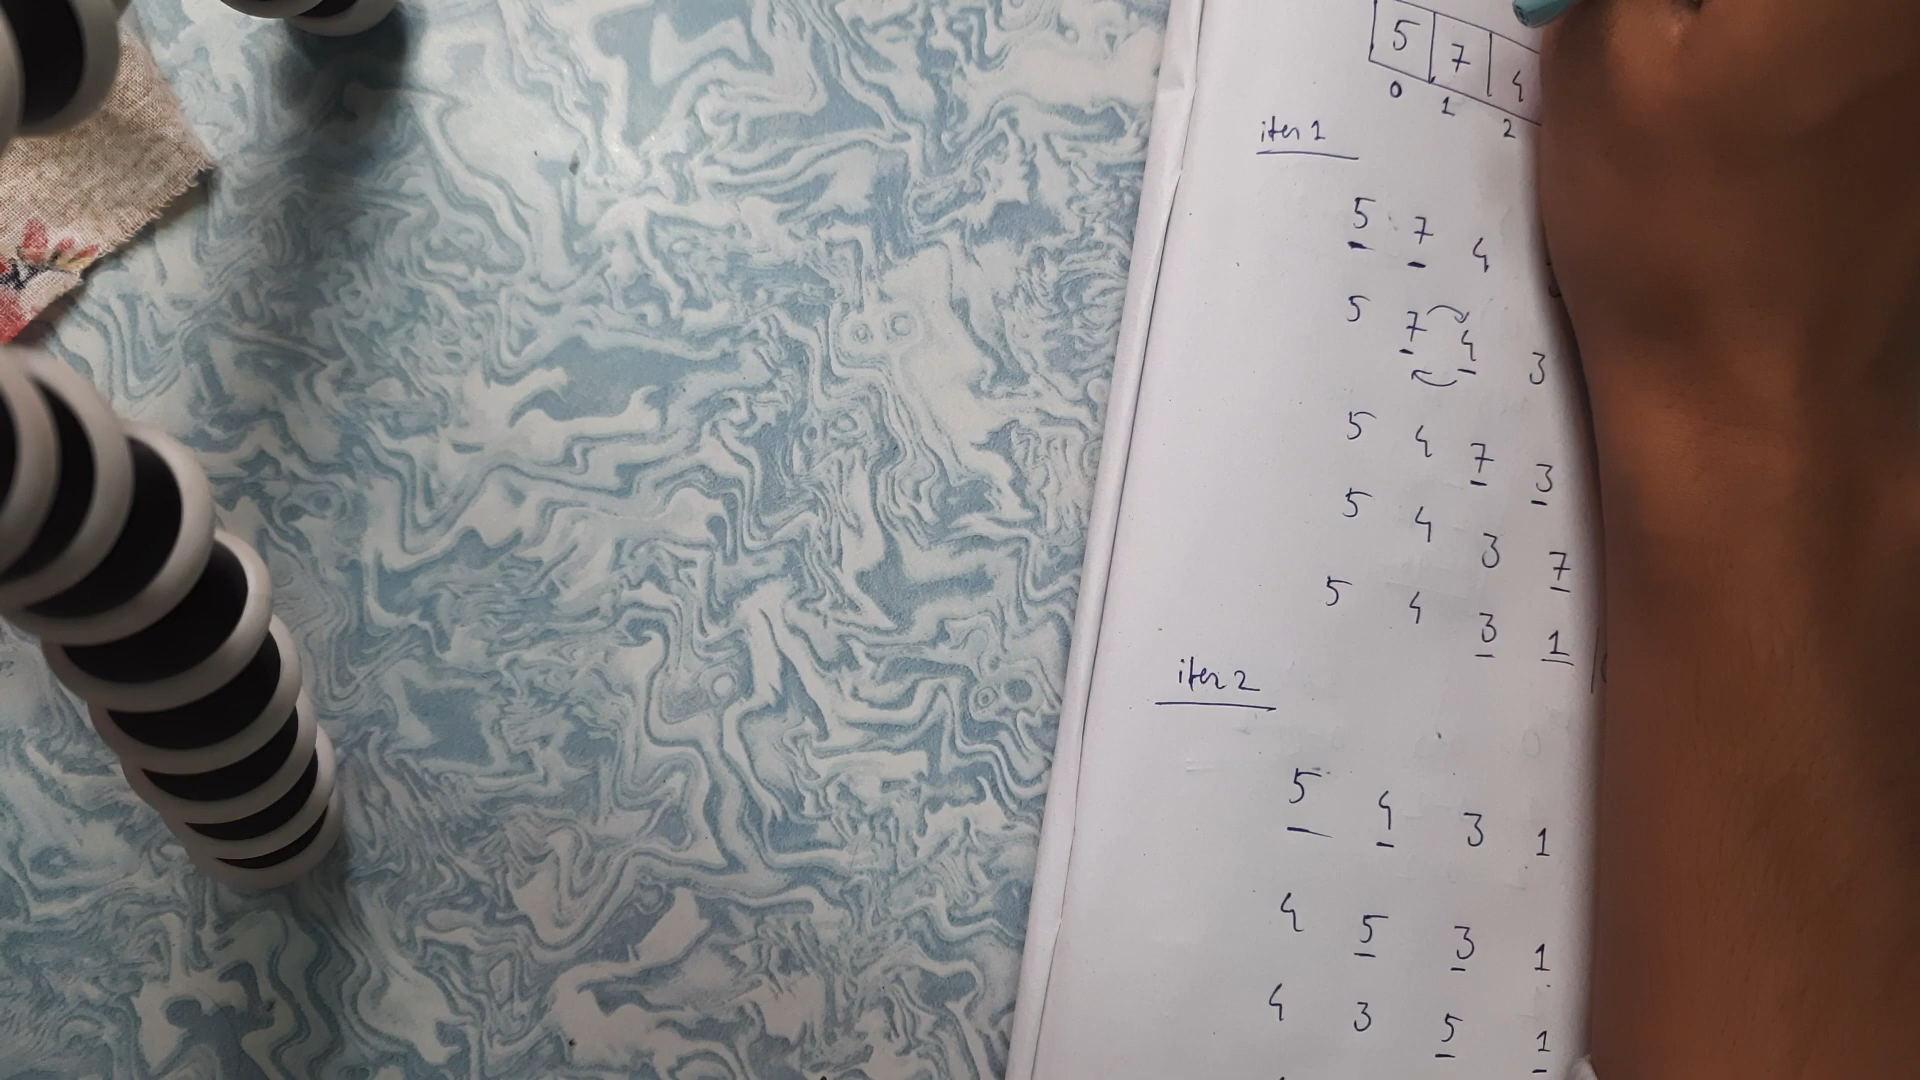 5 7 4
0 1 2
iter 1
5 7 4
5 7 4 3
5 4 7 3
5 4 3 7
5 4 3 1
iter 2
5 4 3 1
4 5 3 1
4 3 5 1